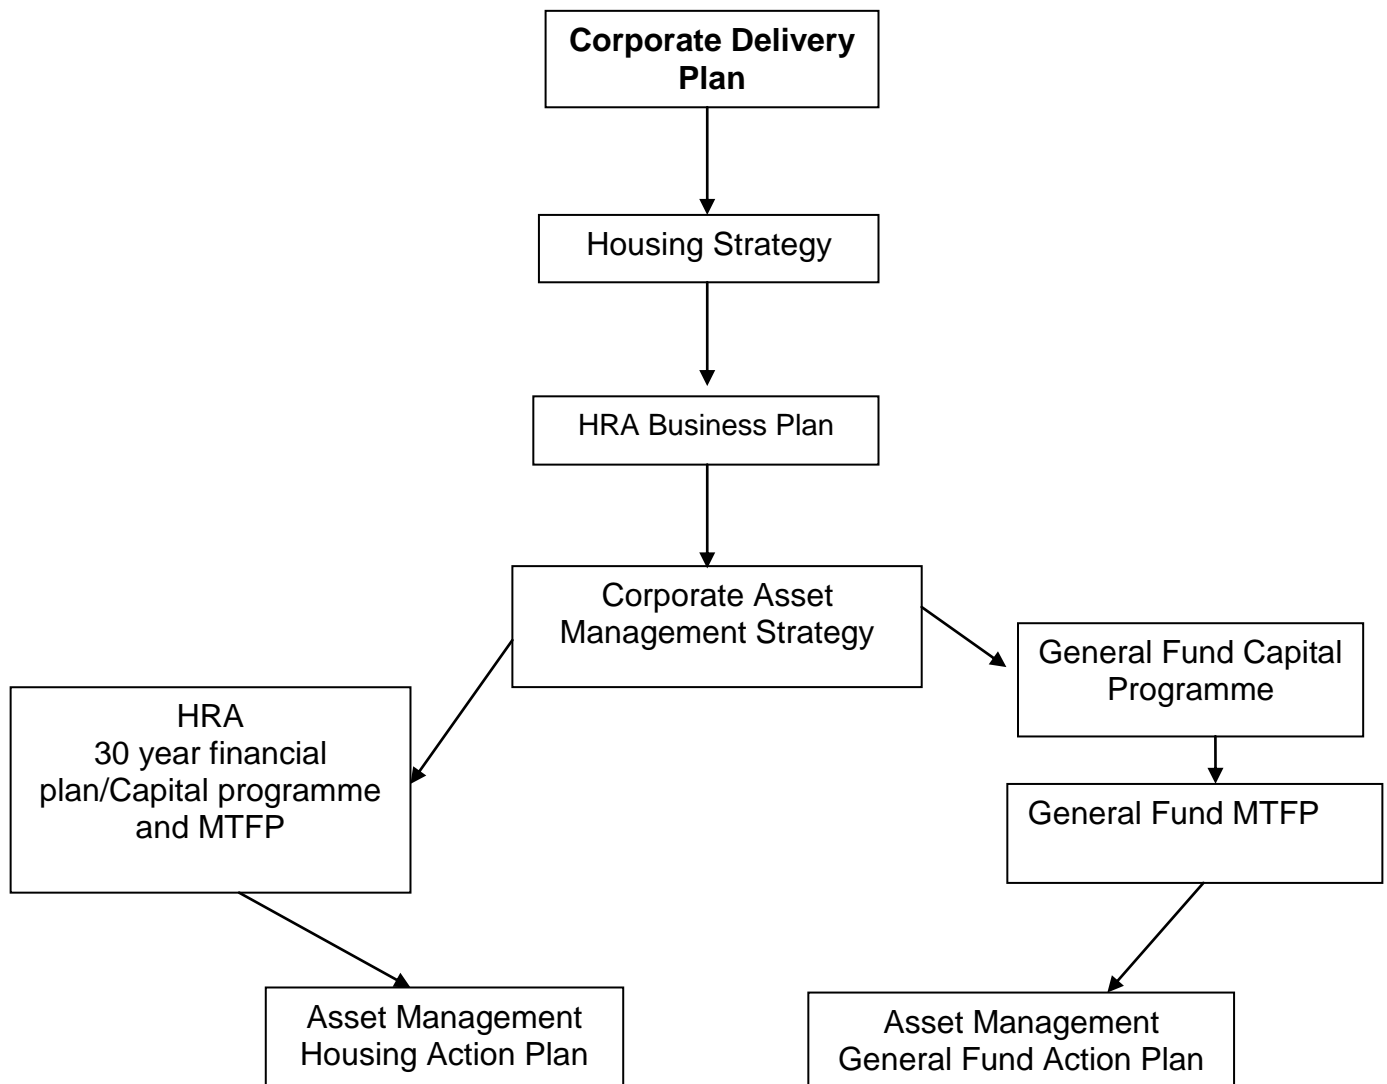 Corporate Delivery
Plan
Housing Strategy
HRA Business Plan
Corporate Asset
Management Strategy
General Fund Capital
Programme
HRA
30 year financial
plan/Capital programme
and MTFP
General Fund MTFP
Asset Management
Housing Action Plan
Asset Management
General Fund Action Plan